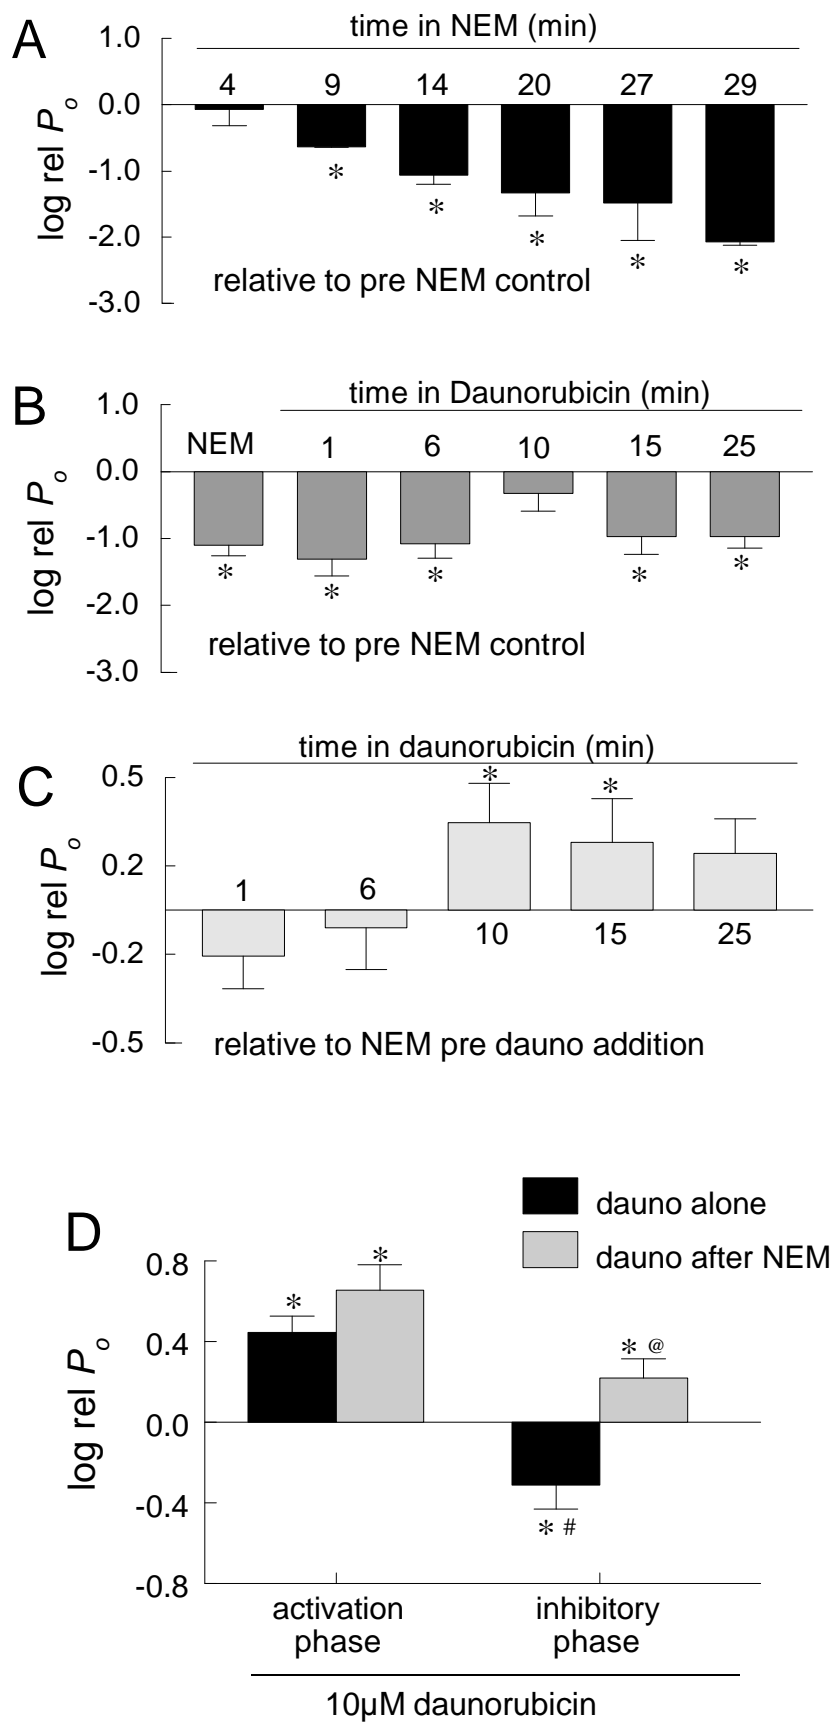 A
time in NEM (min)
1.0
4 9 14 20 27 29
0.0
-1.0
* * * * *
-2.0
-3.0
log rel Po
relative to pre NEM control
B
time in Daunorubicin (min)
1.0
NEM 1 6 10 15 25
0.0
-1.0
* * * * *
-2.0
-3.0
log rel Po
relative to pre NEM control
C
time in daunorubicin (min)
0.5
* *
0.2
1 6
10 15 25
-0.2
-0.5
log rel Po
relative to NEM pre dauno addition
D
dauno alone
dauno after NEM
0.8
* *
0.4
* @
0.0
-0.4
* #
-0.8
log rel Po
activation
phase
inhibitory
phase
10µM daunorubicin